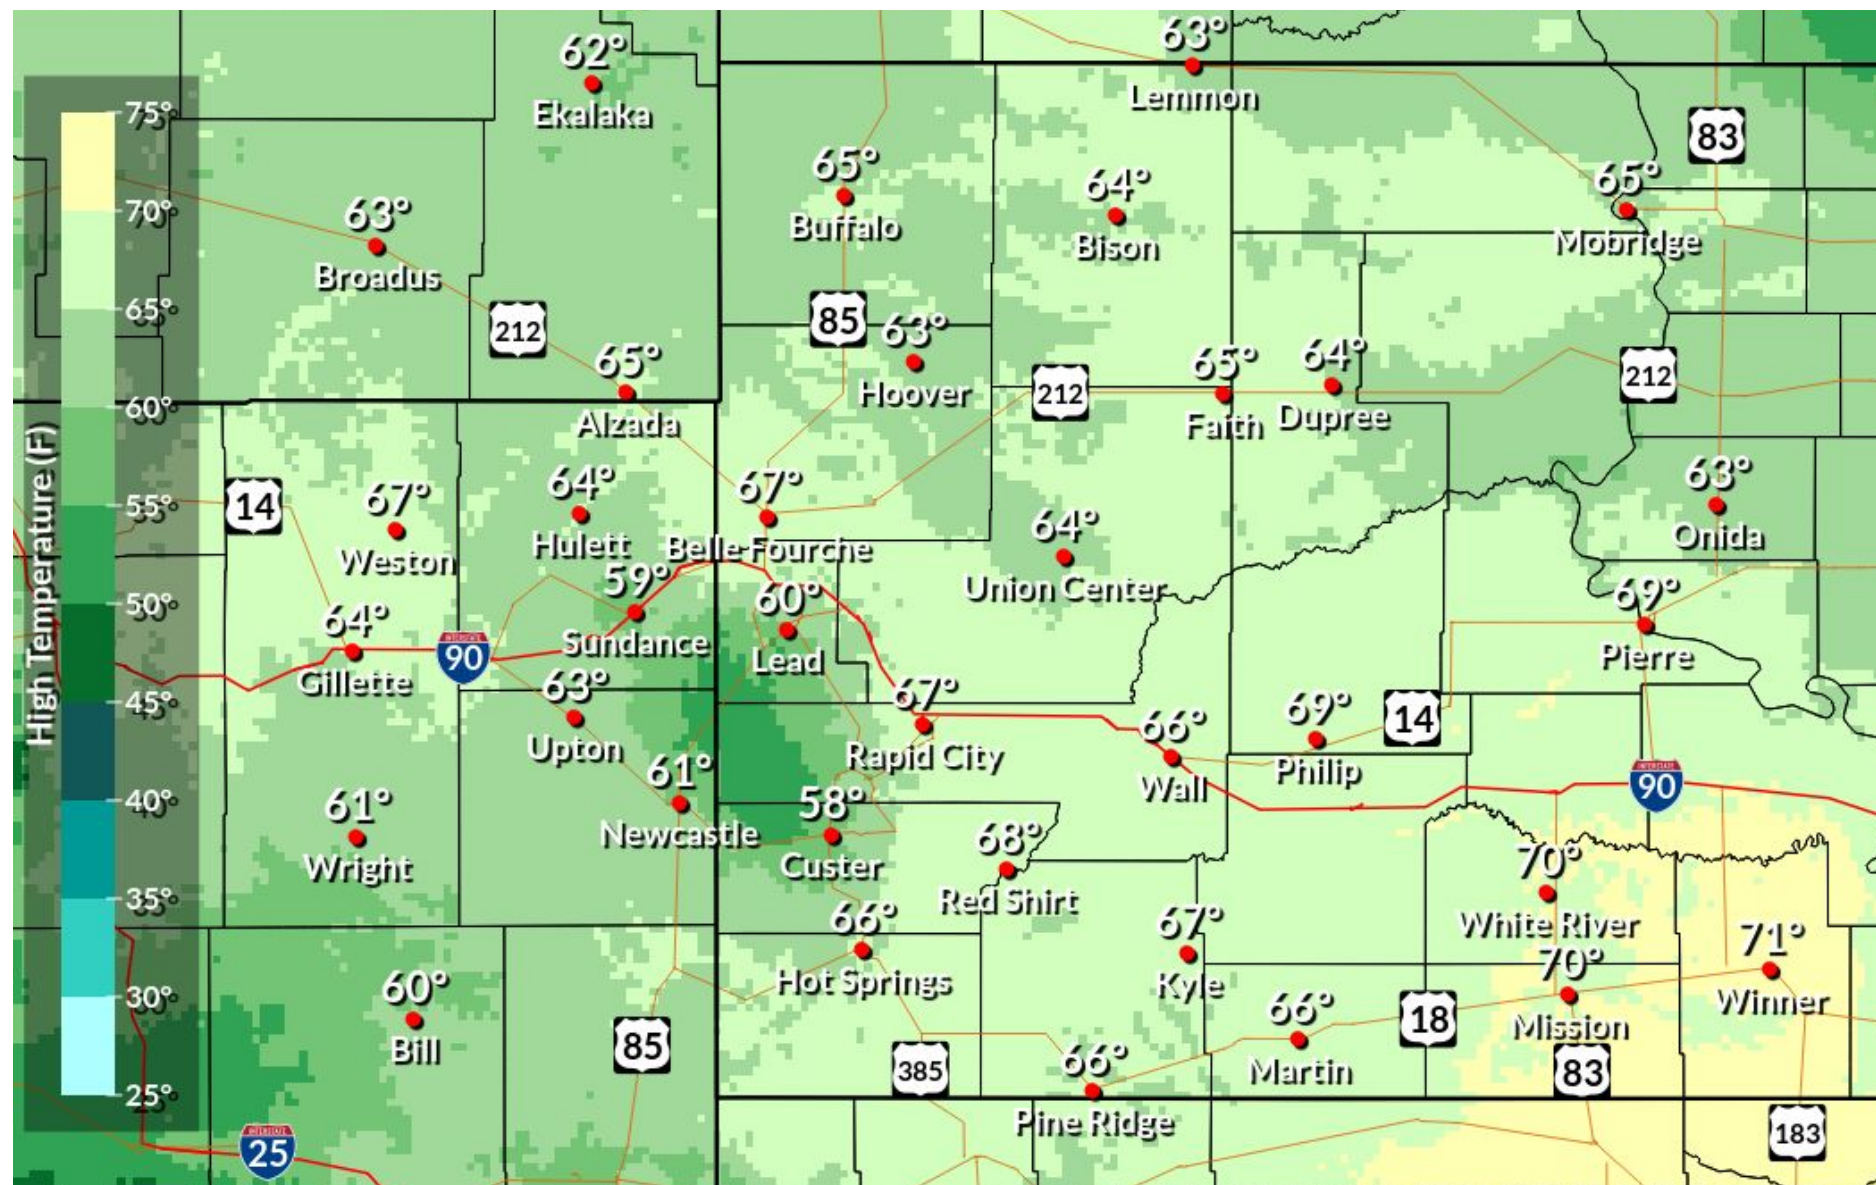 High Temperature (F)
75°
70°
65°
60°
55°
50°
45°
40°
35°
30°
25°
62°
Ekalaka
63°
Lemmon
83
65°
Buffalo
64°
Bison
65°
Mobridge
63°
Broadus
212
85
63°
Hoover
65°
Alzada
212
65°
Faith
64°
Dupree
212
14
67°
Weston
64°
Hulett
67°
Belle Fourche
64°
Union Center
63°
Onida
59°
Sundance
60°
Lead
69°
Pierre
64°
Gillette
INTERSTATE
90
63°
Upton
67°
Rapid City
66°
Wall
69°
Philip
14
INTERSTATE
90
61°
Newcastle
61°
Wright
58°
Custer
68°
Red Shirt
70°
White River
66°
Hot Springs
67°
Kyle
70°
Mission
71°
Winner
60°
Bill
85
385
66°
Martin
18
83
66°
Pine Ridge
INTERSTATE
25
183